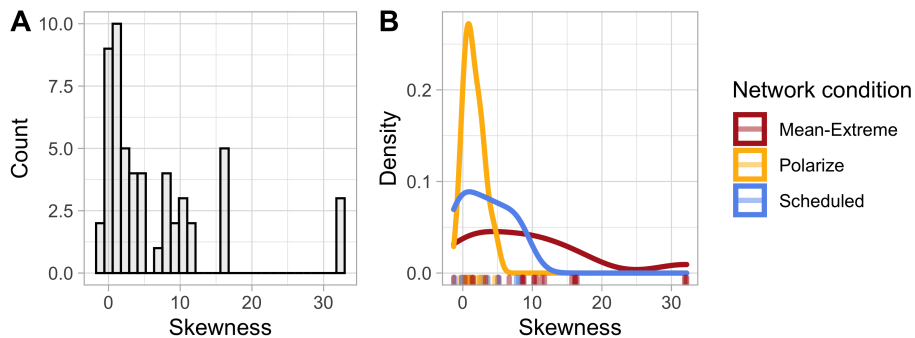 A
Count
10.0
7.5
5.0
2.5
0.0
0 10 20 30
Skewness
B
Density
0.2
0.1
0.0
0 10 20 30
Skewness
Network condition
Mean-Extreme
Polarize
Scheduled